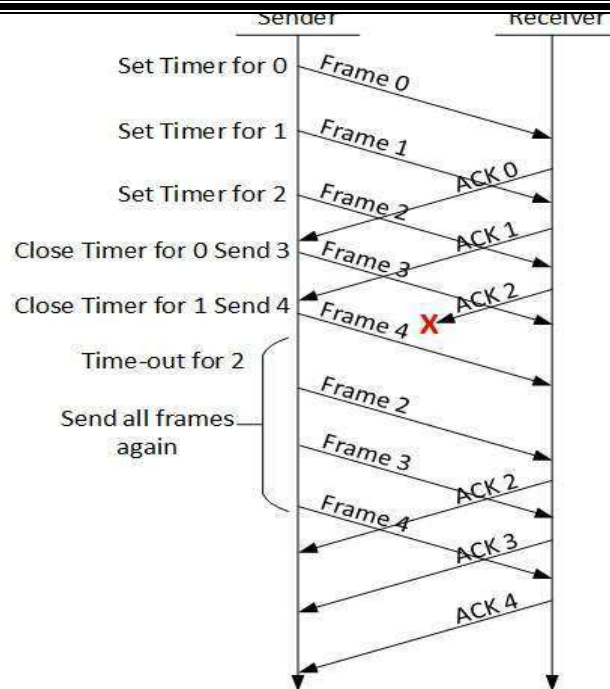 Sender Receiver
Set Timer for 0
Frame 0
Set Timer for 1
Frame 1
ACK 0
Set Timer for 2
Frame 2
ACK 1
Close Timer for 0 Send 3
Frame 3
ACK 2
Close Timer for 1 Send 4
X
Frame 4
Time-out for 2
Send all frames
again
Frame 2
Frame 3
ACK 2
Frame 4
ACK 3
ACK 4